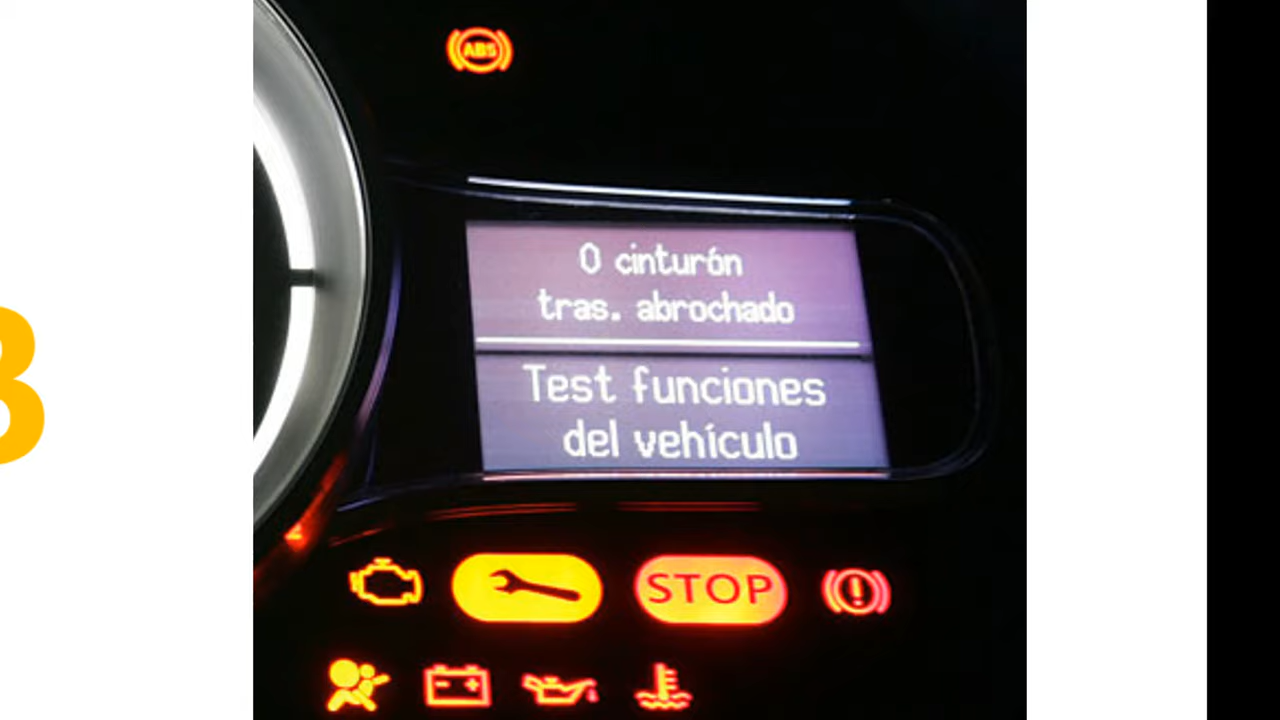 ABS
0 cinturón
tras. abrochado
Test funciones
del vehículo
STOP